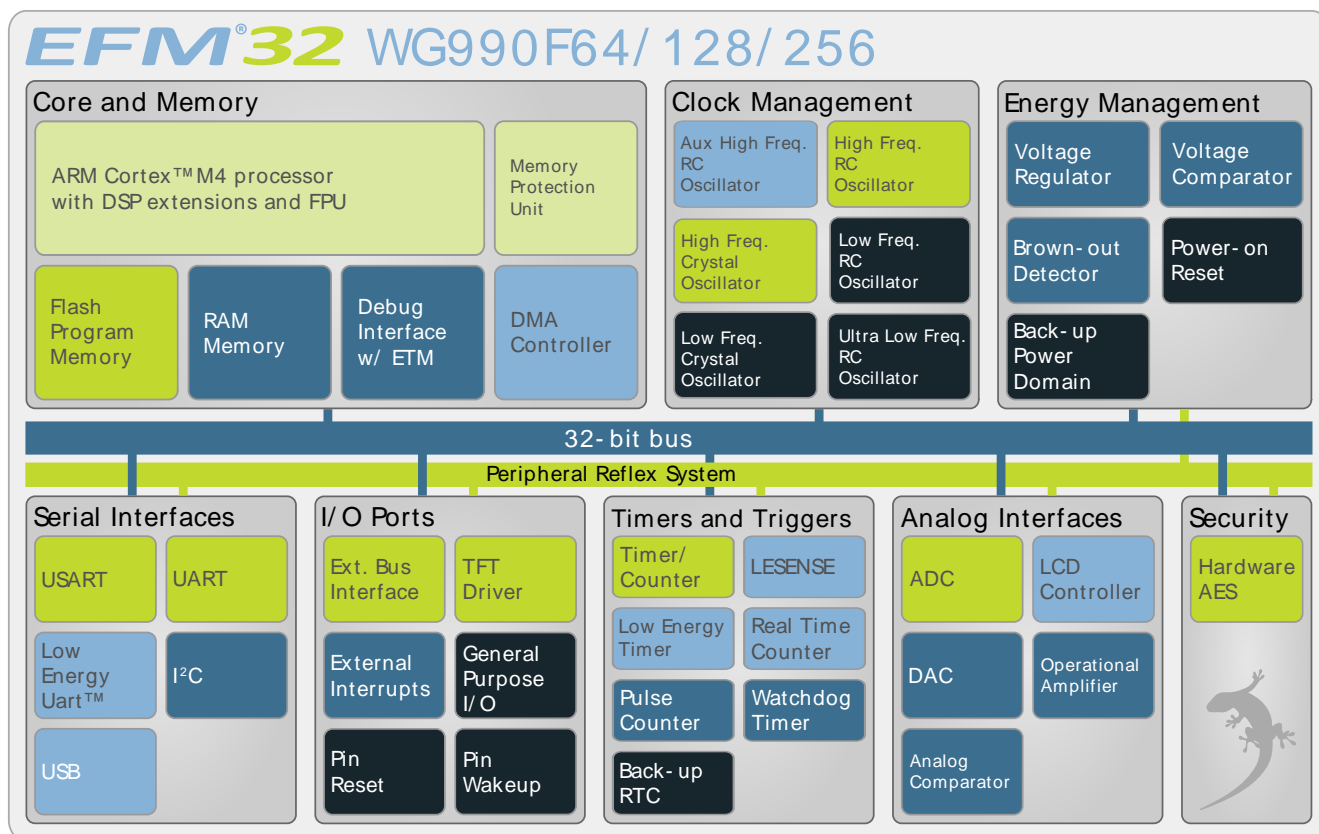 EFM®32 WG990F64/128/256
Core and Memory
ARM Cortex™ M4 processor
with DSP extensions and FPU
Memory
Protection
Unit
Flash
Program
Memory
RAM
Memory
Debug
Interface
w/ ETM
DMA
Controller
Clock Management
Aux High Freq.
RC
Oscillator
High Freq.
RC
Oscillator
High Freq.
Crystal
Oscillator
Low Freq.
RC
Oscillator
Low Freq.
Crystal
Oscillator
Ultra Low Freq.
RC
Oscillator
Energy Management
Voltage
Regulator
Voltage
Comparator
Brown-out
Detector
Power-on
Reset
Back-up
Power
Domain
32-bit bus
Peripheral Reflex System
Serial Interfaces
USART
UART
Low
Energy
Uart™
I²C
USB
I/O Ports
Ext. Bus
Interface
TFT
Driver
External
Interrupts
General
Purpose
I/O
Pin
Reset
Pin
Wakeup
Timers and Triggers
Timer/
Counter
LESENSE
Low Energy
Timer
Real Time
Counter
Pulse
Counter
Watchdog
Timer
Back-up
RTC
Analog Interfaces
ADC
LCD
Controller
DAC
Operational
Amplifier
Analog
Comparator
Security
Hardware
AES